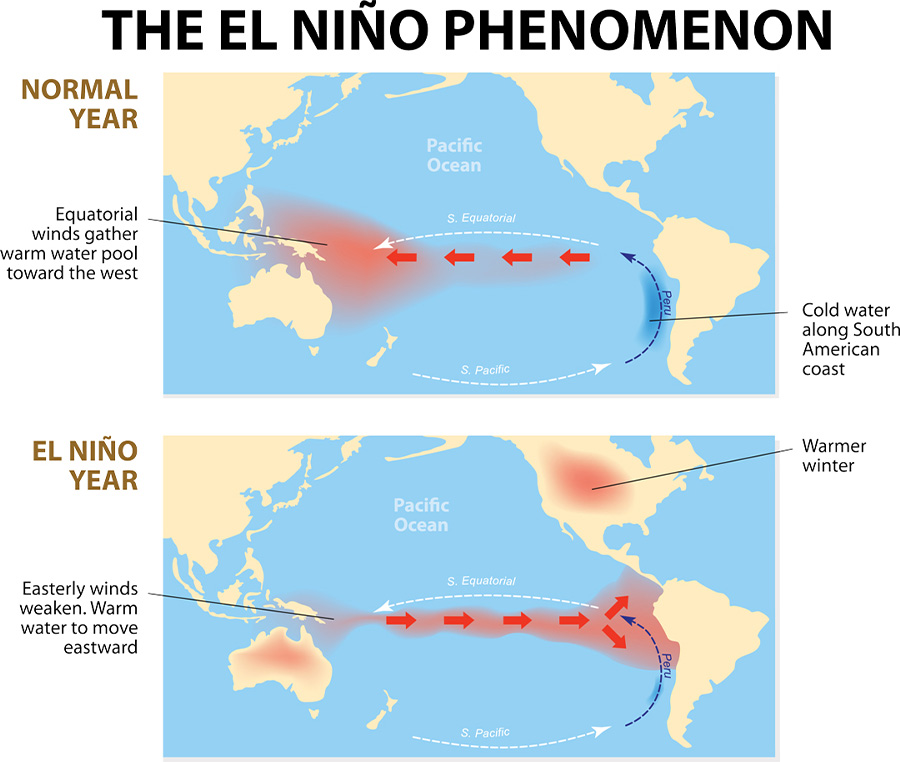 THE EL NIÑO PHENOMENON
NORMAL
YEAR
Pacific
Ocean
Equatorial
winds gather
warm water pool
toward the west
S. Equatorial
Peru
Cold water
along South
American
coast
S. Pacific
EL NIÑO
YEAR
Warmer
winter
Pacific
Ocean
Easterly winds
weaken. Warm
water to move
eastward
S. Equatorial
Peru
S. Pacific